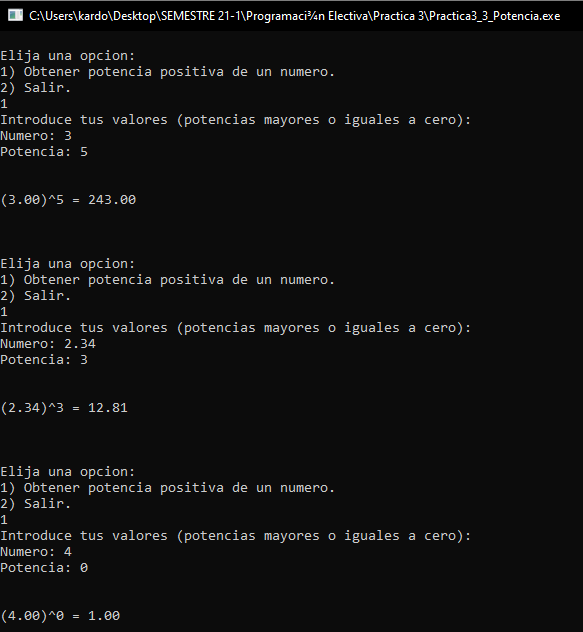 C:\Users\kardo\Desktop\SEMESTRE 21-1\Programaci¾n Electiva\Practica 3\Practica3_3_Potencia.exe
Elija una opcion:
1) Obtener potencia positiva de un numero.
2) Salir.
1
Introduce tus valores (potencias mayores o iguales a cero):
Numero: 3
Potencia: 5
(3.00)^5 = 243.00
Elija una opcion:
1) Obtener potencia positiva de un numero.
2) Salir.
1
Introduce tus valores (potencias mayores o iguales a cero):
Numero: 2.34
Potencia: 3
(2.34)^3 = 12.81
Elija una opcion:
1) Obtener potencia positiva de un numero.
2) Salir.
1
Introduce tus valores (potencias mayores o iguales a cero):
Numero: 4
Potencia: 0
(4.00)^0 = 1.00